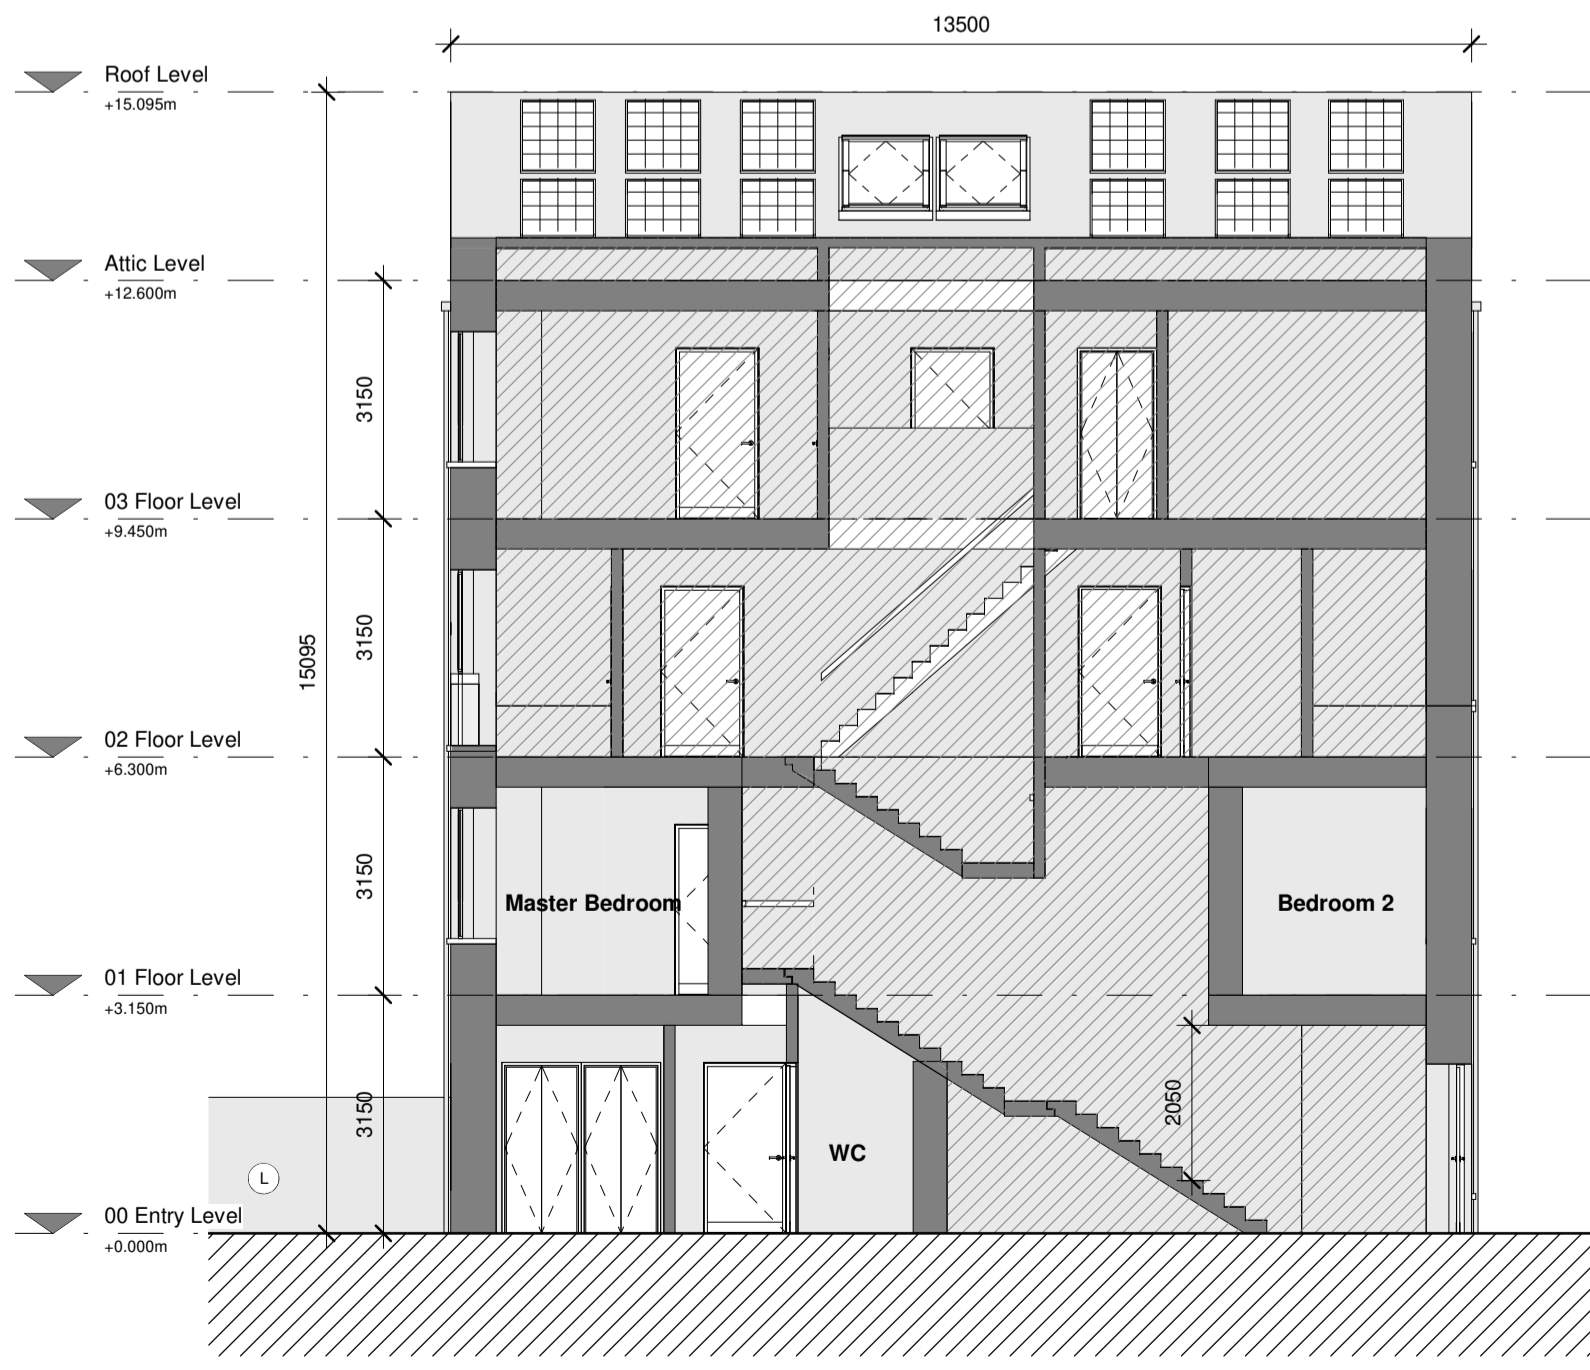 13500
Roof Level
+15.095m
Attic Level
+12.600m
3150
03 Floor Level
+9.450m
3150
15095
02 Floor Level
+6.300m
3150
Master Bedroom
Bedroom 2
01 Floor Level
+3.150m
3150
2050
WC
L
00 Entry Level
+0.000m